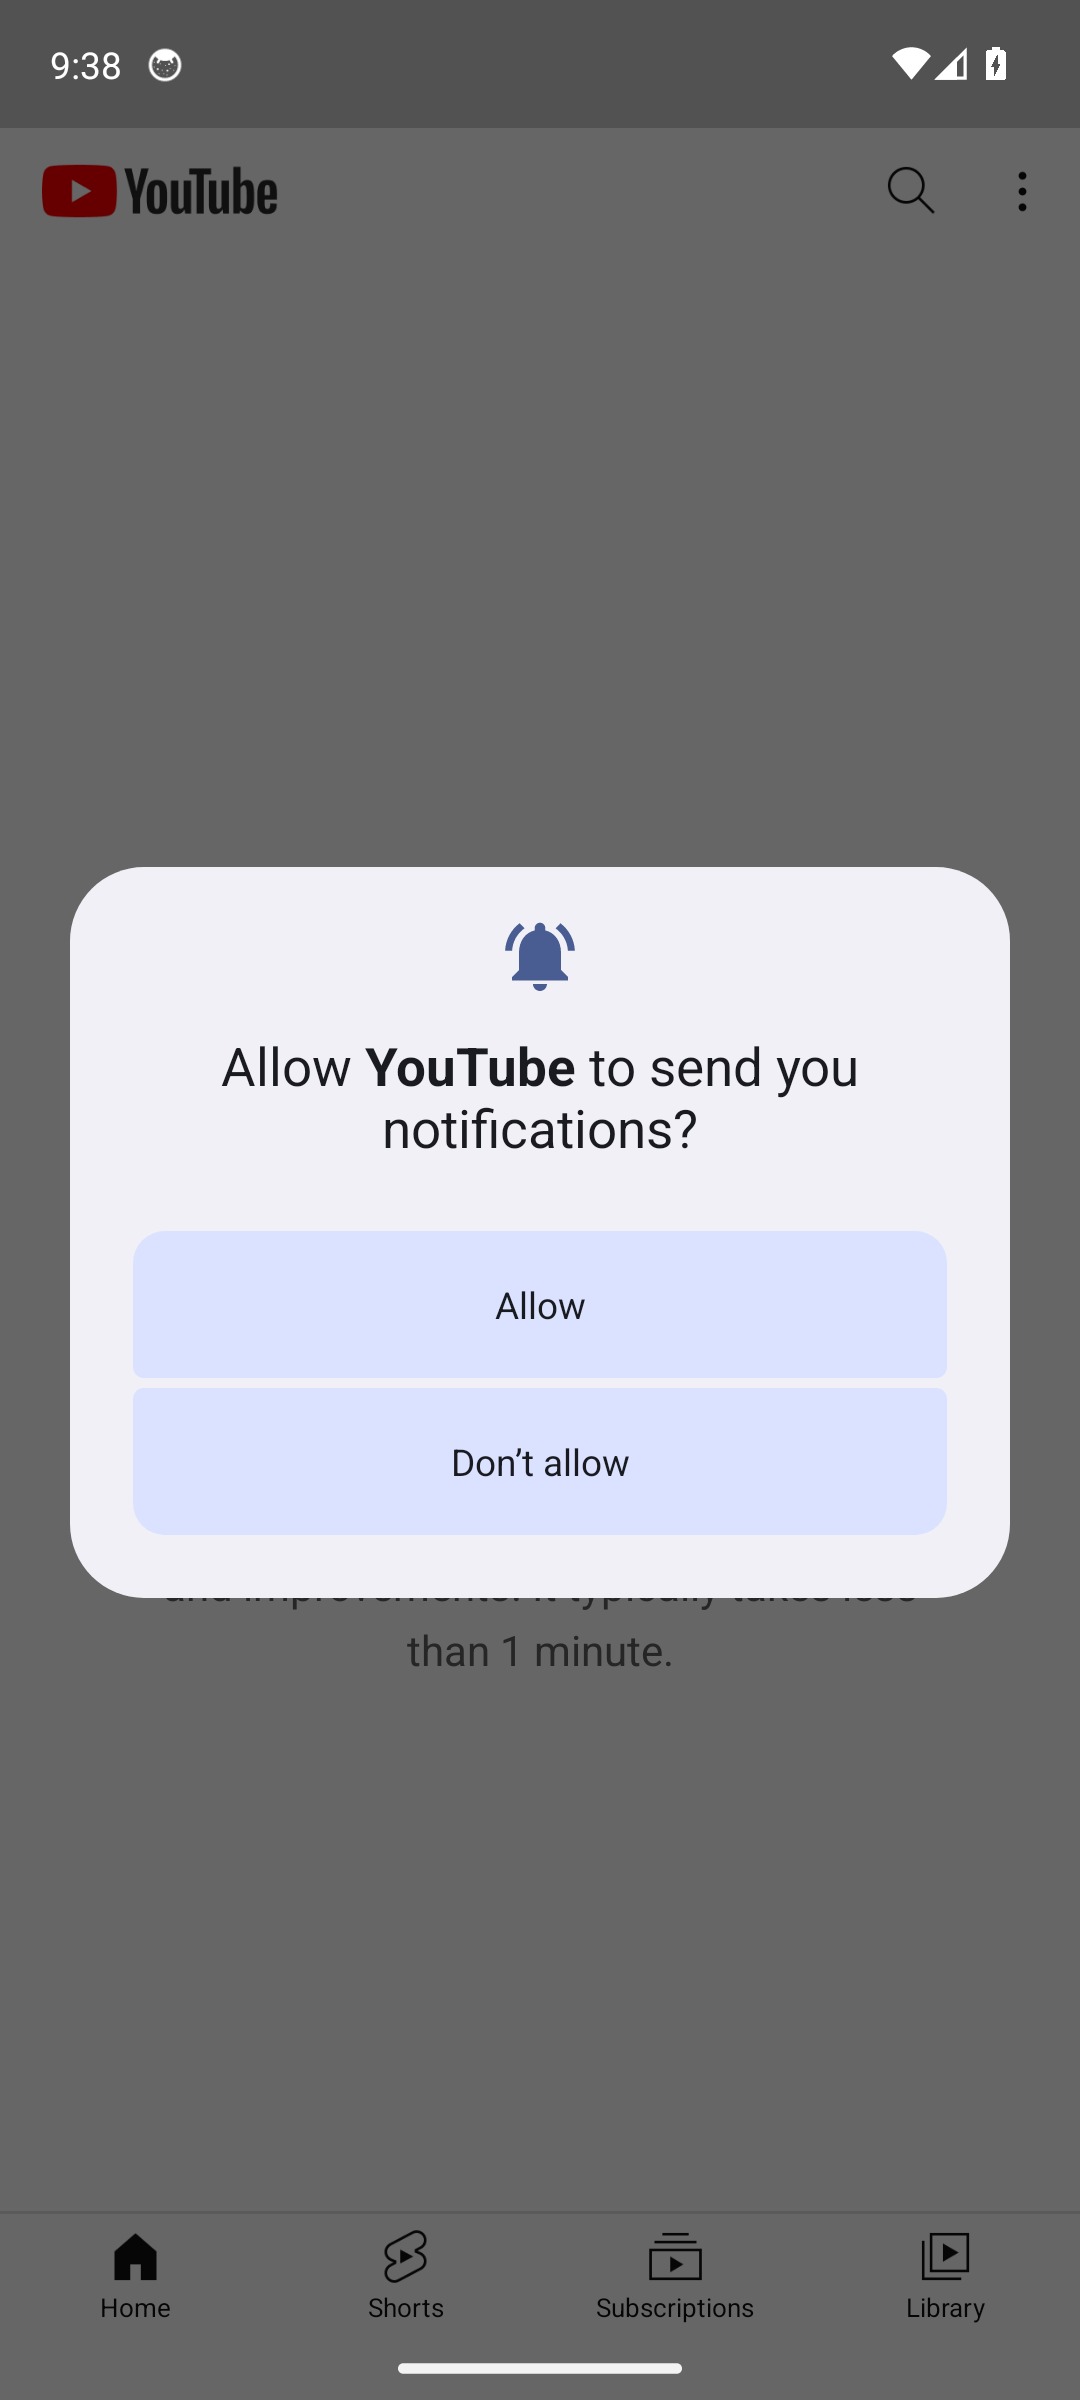 9:38
YouTube
Allow YouTube to send you
notifications?
Allow
Don’t allow
than 1 minute.
Home
Shorts
Subscriptions
Library